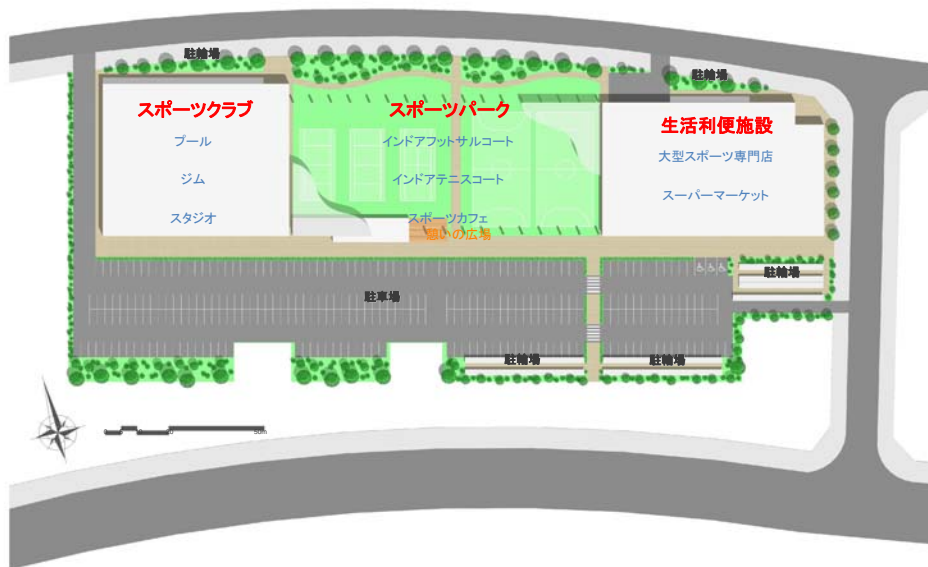 駐輪場
駐輪場
スポーツクラブ
プール
ジム
スタジオ
スポーツパーク
インドアフットサルコート
インドアテニスコート
スポーツカフェ
憩いの広場
生活利便施設
大型スポーツ専門店
スーパーマーケット
駐輪場
駐車場
駐輪場
駐輪場
50m